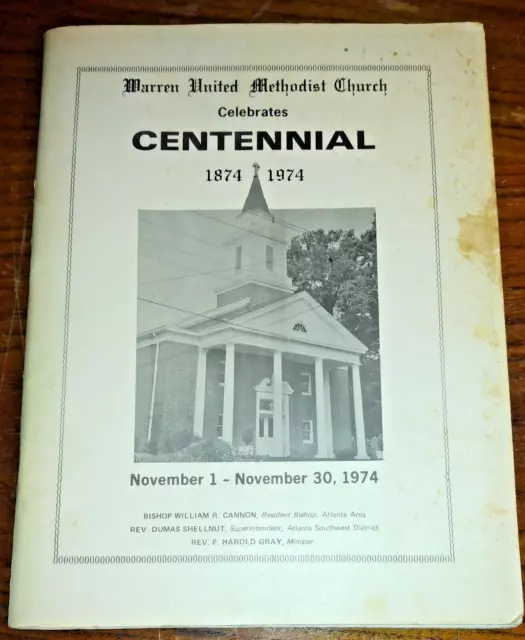 Warren United Methodist Church
Celebrates
CENTENNIAL
1874 1974
November 1 - November 30, 1974
BISHOP WILLIAM R. CANNON, Resident Bishop, Atlanta Area
REV. DUMAS SHELLNUT, Superintendent, Atlanta Southwest District
REV. P. HAROLD GRAY, Minister